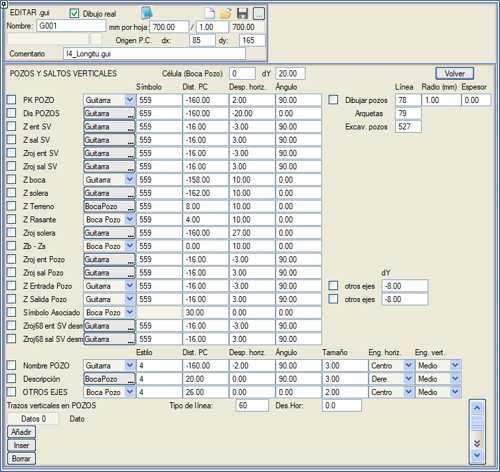 EDITAR gui Dibujo real
Nombre: G001 mm por hoja: 700.00 / 1.00 700.00 ...
Origen P.C. dx: 85 dy: 165
Comentario I4_Longitu.gui
POZOS Y SALTOS VERTICALES Célula (Boca Pozo) 0 dY 20.00 Volver
Símbolo Dist. PC Desp. horiz. Ángulo Línea Radio (mm) Espesor
PK POZO Guitarra 559 -160.00 2.00 90.00 Dibujar pozos 78 1.00 0.00
Dis.POZOS Guitarra ... 659 -160.00 -20.00 0.00 Arquetas 79
Z ent SV Guitarra ... 559 -16.00 -3.00 90.00 Excav. pozos 527
Z sal SV Guitarra ... 559 -16.00 3.00 90.00
Zroj ent SV Guitarra ... 559 -16.00 -3.00 90.00
Zroj sal SV Guitarra ... 559 -16.00 3.00 90.00
Z boca Guitarra 559 -158.00 10.00 0.00
Z solera Guitarra ... 559 -162.00 10.00 0.00
Z Terreno BocaPozo ... 559 8.00 10.00 0.00
Z Rasante Boca Pozo 559 4.00 10.00 0.00
Zroj solera Guitarra ... 559 -160.00 27.00 0.00
Zb - Zs Boca Pozo 559 0.00 10.00 0.00
Zroj ent Pozo Guitarra ... 559 -16.00 -3.00 90.00
Zroj sal Pozo Guitarra ... 559 -16.00 3.00 90.00 dY
Z Entrada Pozo Guitarra 559 -16.00 -3.00 90.00 otros ejes -8.00
Z Salida Pozo Guitarra 559 -16.00 3.00 90.00 otros ejes -8.00
Símbolo Asociado Boca Pozo 30.00 0.00 0.00
Zroj68 ent SV desm Guitarra ... 559 -16.00 -3.00 90.00
Zroj68 sal SV desm Guitarra ... 559 -16.00 3.00 90.00
Estilo Dist. PC Desp. horiz. Ángulo Tamaño Eng. horiz. Eng. vert.
Nombre POZO Guitarra 4 -160.00 -2.00 90.00 3.00 Centro Medio
Descripción BocaPozo ... 4 20.00 0.00 90.00 3.00 Dere. Medio
OTROS EJES Boca Pozo 4 26.00 0.00 0.00 2.00 Centro Medio
Trazos verticales en POZOS Tipo de línea: 60 Des.Hor: 0.0
Datos 0 Dato
Añadir
Inser
Borrar